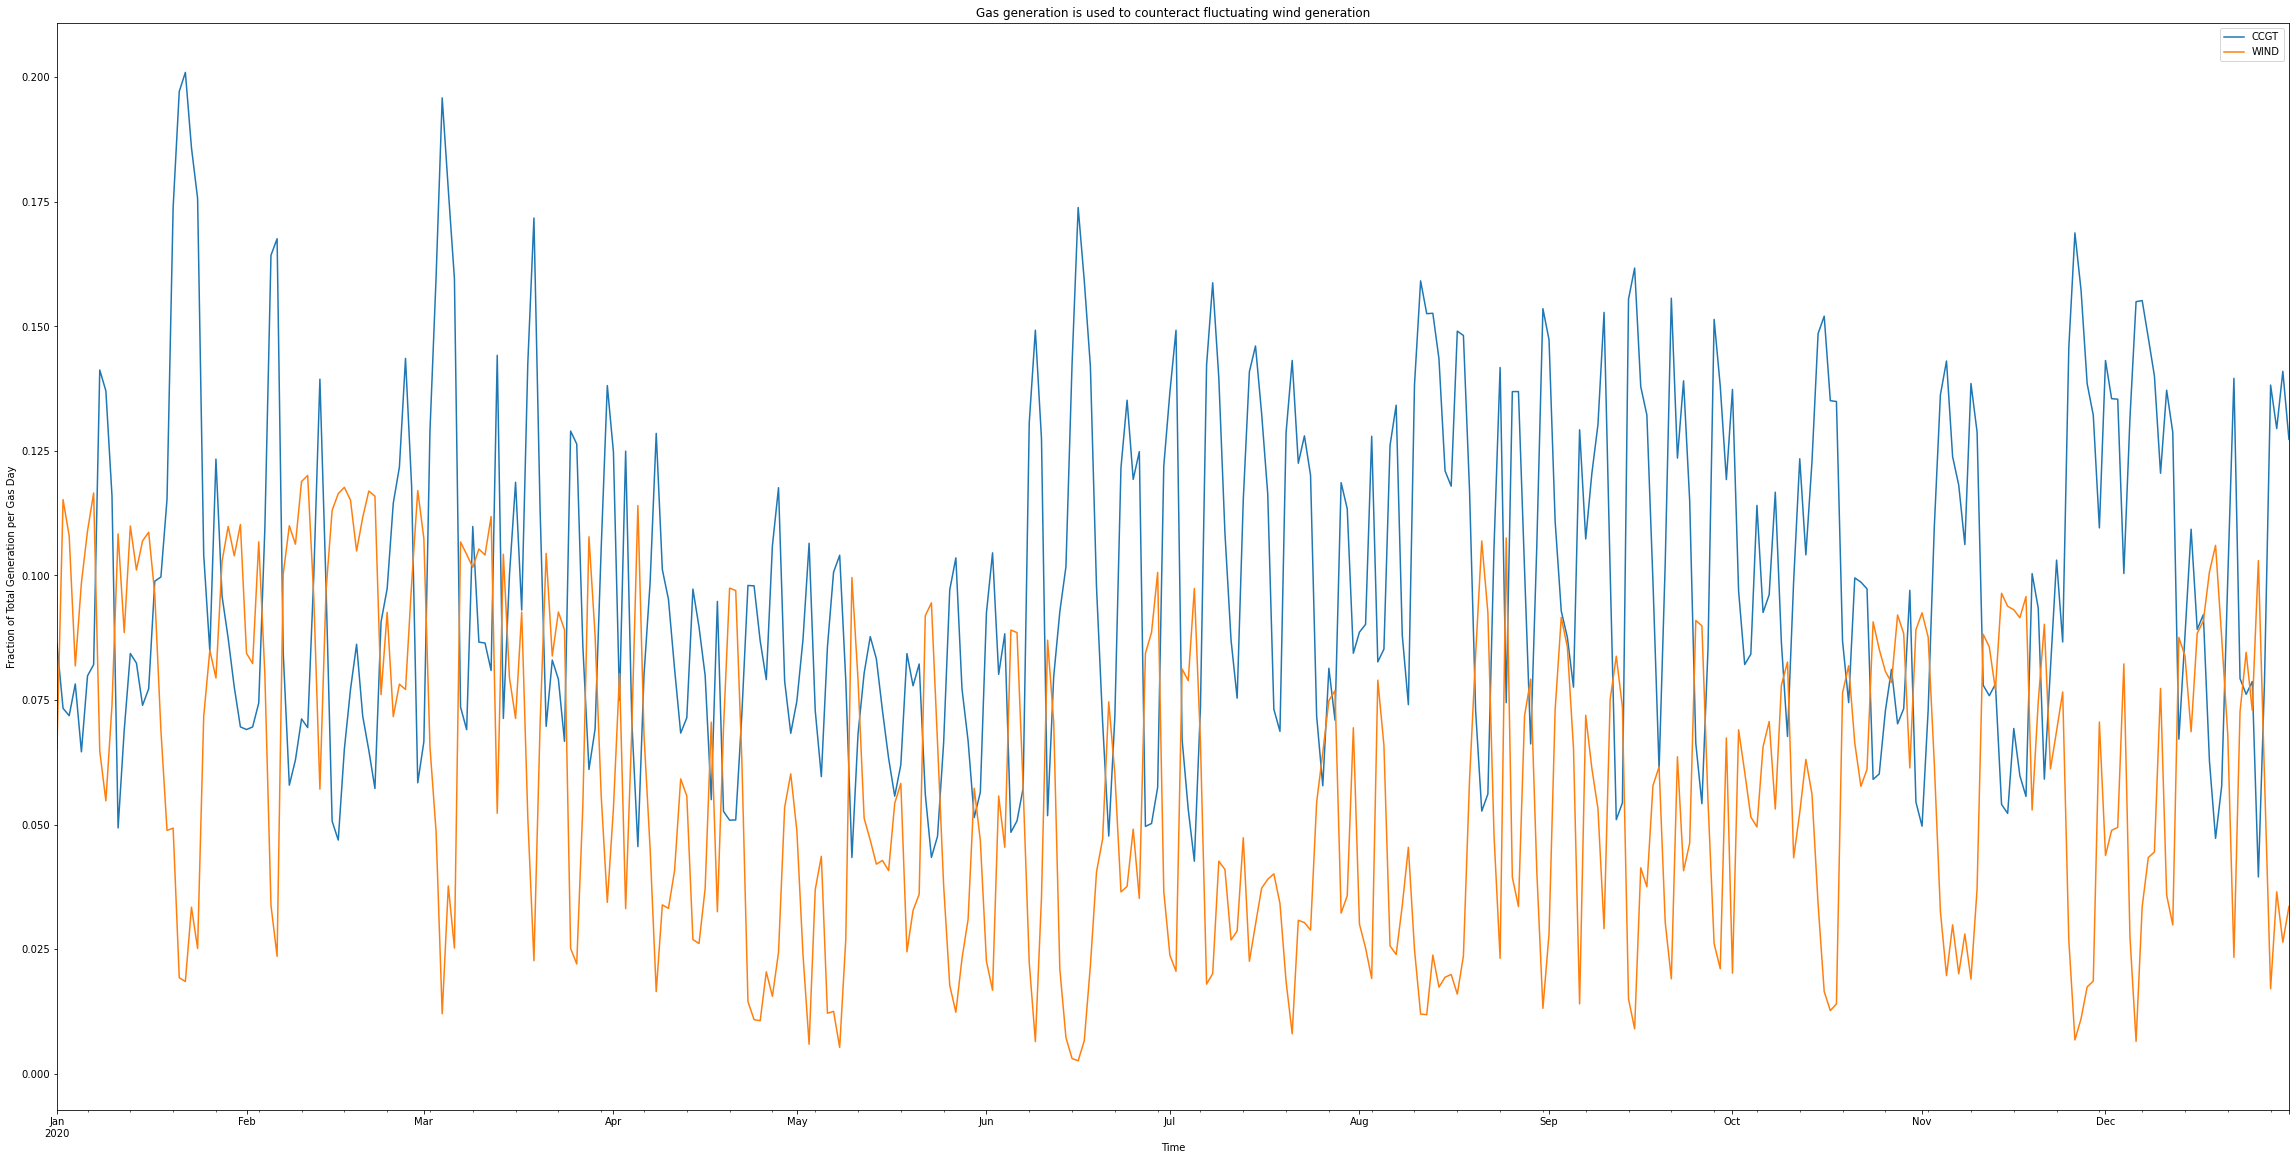 Gas generation is used to counteract fluctuating wind generation
CCGT
WIND
Fraction of Total Generation per Gas Day
0.200
0.175
0.150
0.125
0.100
0.075
0.050
0.025
0.000
Jan Feb Mar Apr May Jun Jul Aug Sep Oct Nov Dec
2020
Time